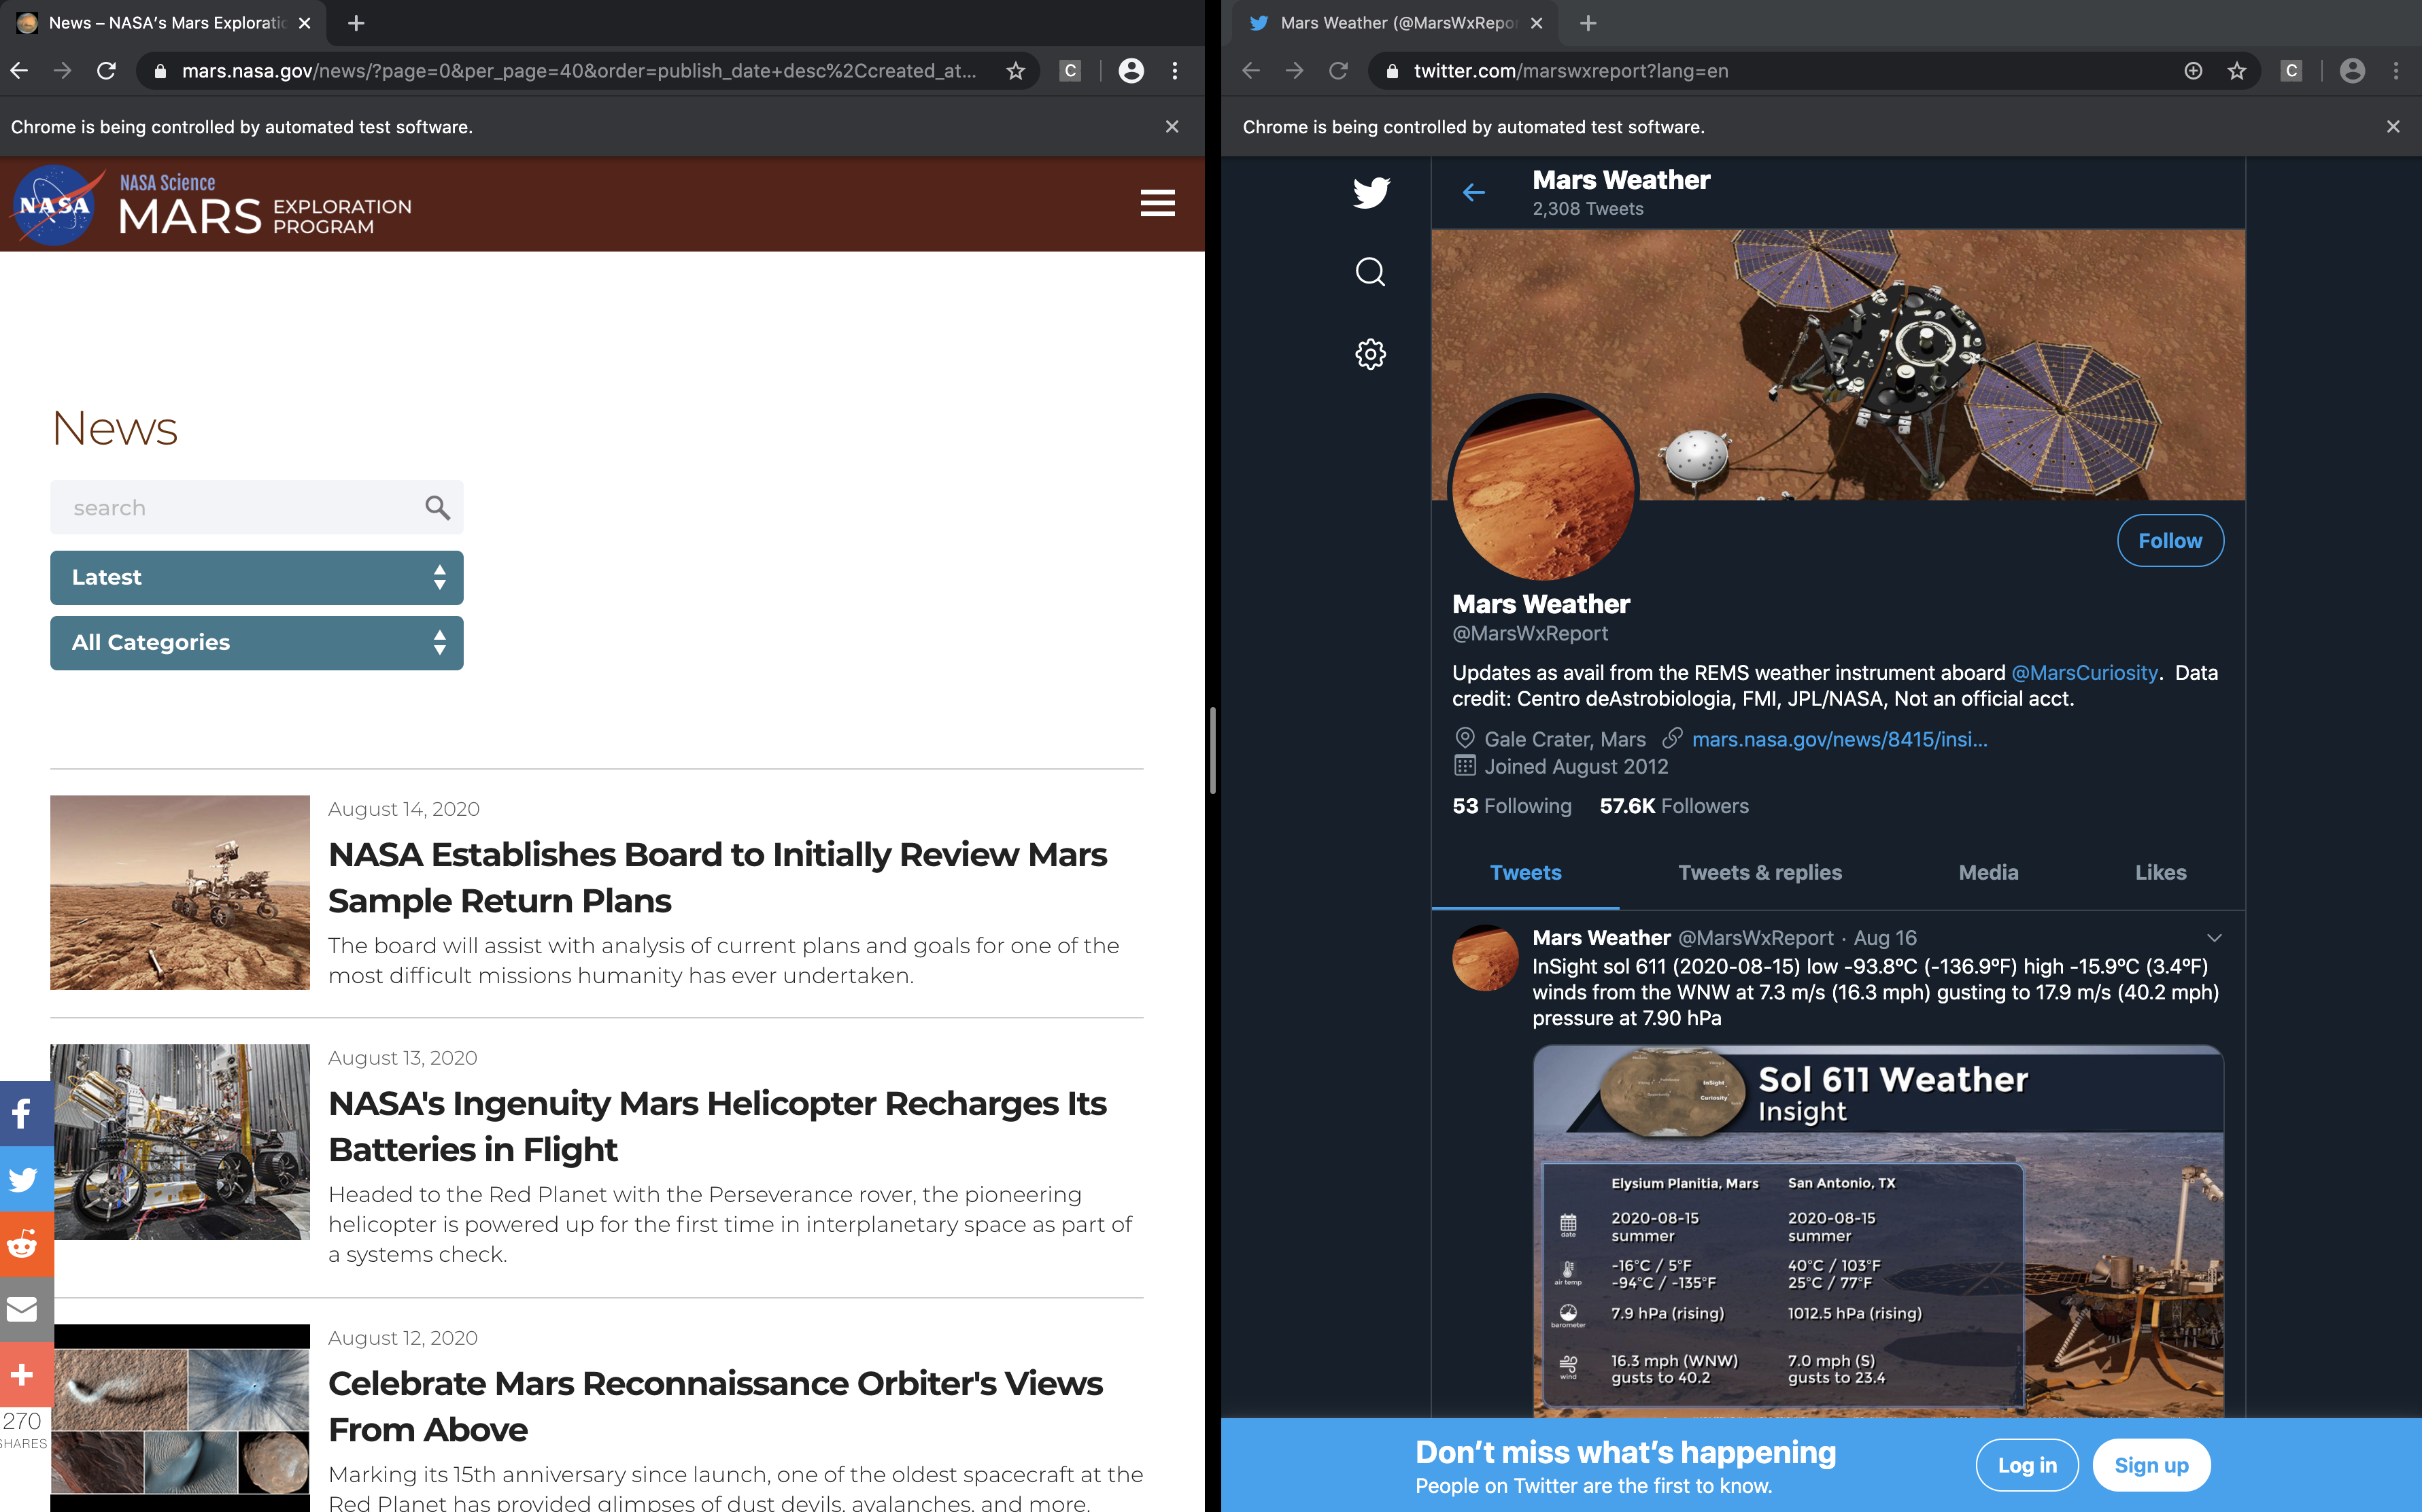 News – NASA's Mars Exploratic
mars.nasa.gov/news/?page=0&per_page=40&order=publish_date+desc%2Ccreated_at...
C
Chrome is being controlled by automated test software.
NASA
NASA Science
MARS EXPLORATION PROGRAM
News
search
Latest
All Categories
August 14, 2020
NASA Establishes Board to Initially Review Mars
Sample Return Plans
The board will assist with analysis of current plans and goals for one of the
most difficult missions humanity has ever undertaken.
August 13, 2020
NASA's Ingenuity Mars Helicopter Recharges Its
Batteries in Flight
Headed to the Red Planet with the Perseverance rover, the pioneering
helicopter is powered up for the first time in interplanetary space as part of
a systems check.
August 12, 2020
Celebrate Mars Reconnaissance Orbiter's Views
From Above
Marking its 15th anniversary since launch, one of the oldest spacecraft at the
Red Planet has provided glimpses of dust devils, avalanches, and more.
270
SHARES
Mars Weather (@MarsWxRepor
twitter.com/marswxreport?lang=en
C
Chrome is being controlled by automated test software.
Mars Weather
2,308 Tweets
Follow
Mars Weather
@MarsWxReport
Updates as avail from the REMS weather instrument aboard @MarsCuriosity. Data
credit: Centro deAstrobiologia, FMI, JPL/NASA, Not an official acct.
Gale Crater, Mars mars.nasa.gov/news/8415/insi...
Joined August 2012
53 Following 57.6K Followers
Tweets Tweets & replies Media Likes
Mars Weather @MarsWxReport · Aug 16
InSight sol 611 (2020-08-15) low -93.8ºC (-136.9ºF) high -15.9ºC (3.4ºF)
winds from the WNW at 7.3 m/s (16.3 mph) gusting to 17.9 m/s (40.2 mph)
pressure at 7.90 hPa
Sol 611 Weather
Insight
InSight
Curiosity
Elysium Planitia, Mars San Antonio, TX
date
2020-08-15 2020-08-15
summer summer
air temp
-16°C / 5°F 40°C / 103°F
-94°C / -135°F 25°C / 77°F
barometer
7.9 hPa (rising) 1012.5 hPa (rising)
wind
16.3 mph (WNW) 7.0 mph (S)
gusts to 40.2 gusts to 23.4
Don't miss what's happening
People on Twitter are the first to know.
Log in Sign up